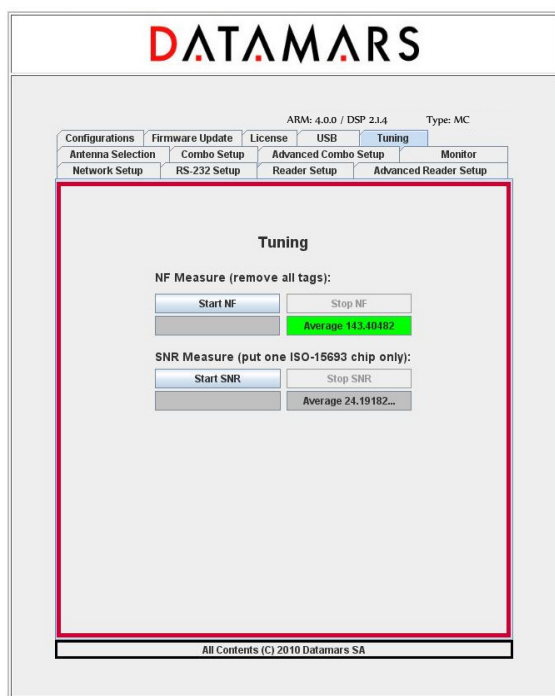 DATAMARS
ARM: 4.0.0 / DSP 2.1.4 Type: MC
Configurations Firmware Update License USB Tuning
Antenna Selection Combo Setup Advanced Combo Setup Monitor
Network Setup RS-232 Setup Reader Setup Advanced Reader Setup
Tuning
NF Measure (remove all tags):
Start NF Stop NF
Average 143.40482
SNR Measure (put one ISO-15693 chip only):
Start SNR Stop SNR
Average 24.19182...
All Contents (C) 2010 Datamars SA